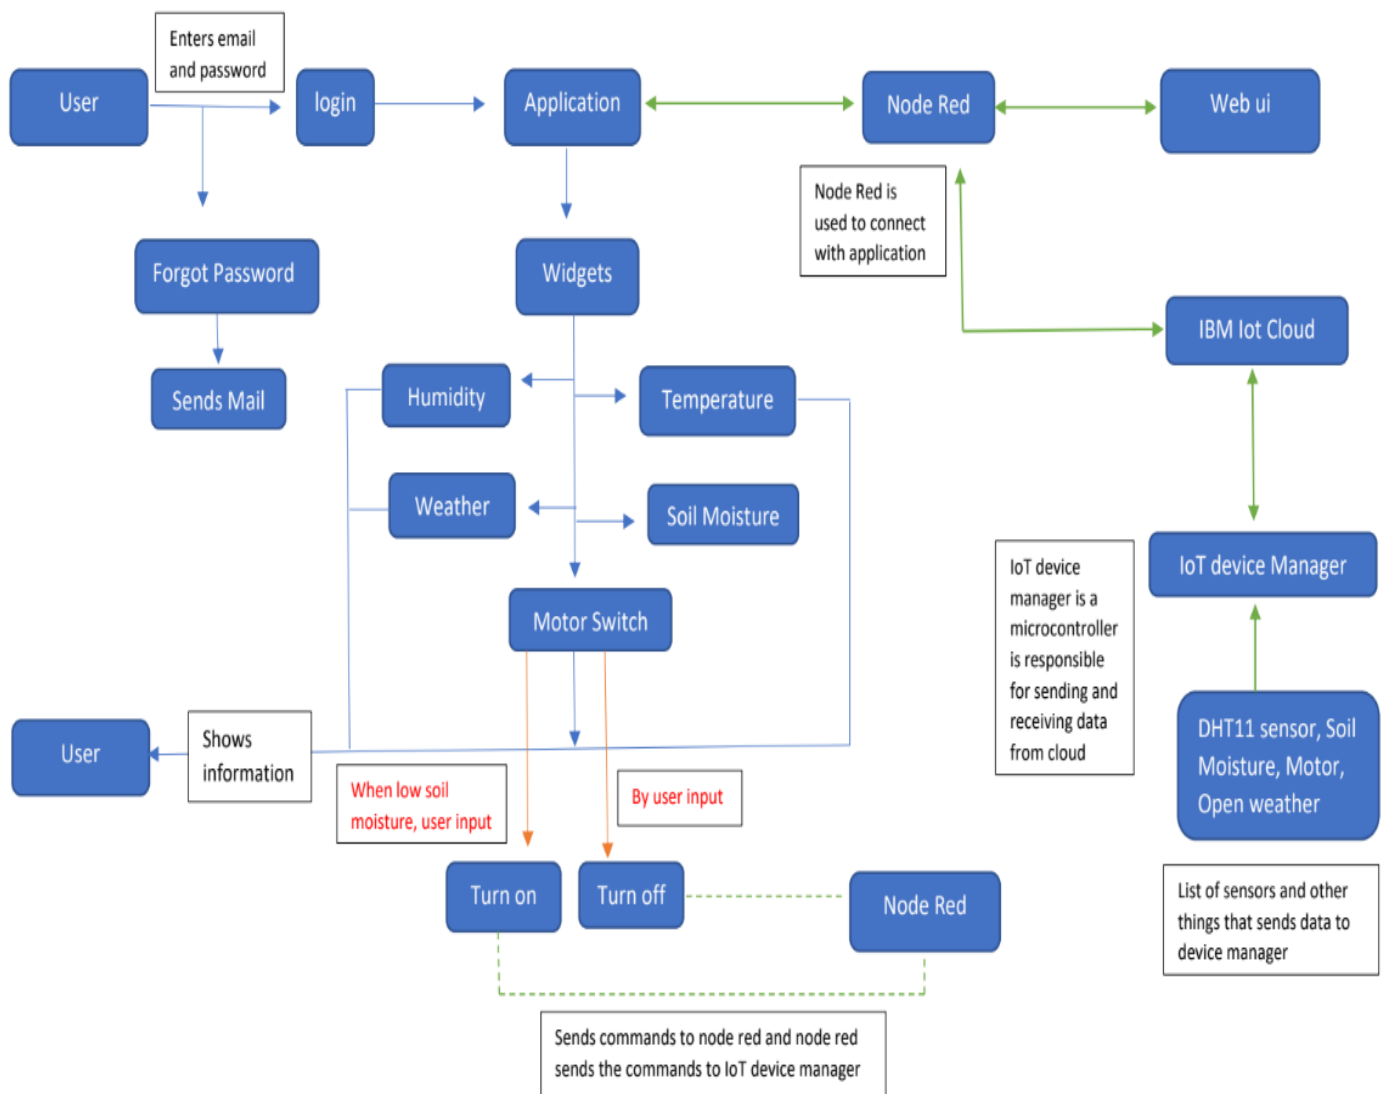 Enters email
and password
User
login
Application
Node Red
Web ui
Node Red is
used to connect
with application
Forgot Password
Widgets
IBM Iot Cloud
Sends Mail
Humidity
Temperature
Weather
Soil Moisture
IoT device Manager
IoT device
manager is a
microcontroller
is responsible
for sending and
receiving data
from cloud
Motor Switch
User
Shows
information
DHT11 sensor, Soil
Moisture, Motor,
Open weather
When low soil
moisture, user input
By user input
Turn on
Turn off
Node Red
List of sensors and other
things that sends data to
device manager
Sends commands to node red and node red
sends the commands to IoT device manager